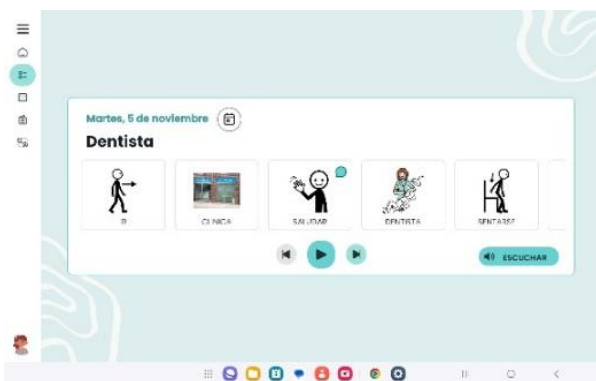 Martes, 5 de noviembre
Dentista
IR
CLINICA
SALUDAR
DENTISTA
SENTARSE
ESCUCHAR